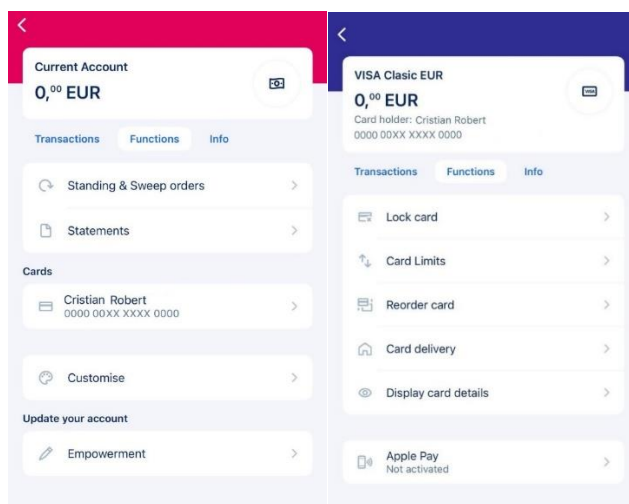 Current Account
0,⁰⁰ EUR
Transactions Functions Info
Standing & Sweep orders
Statements
Cards
Cristian Robert
0000 00XX XXXX 0000
Customise
Update your account
Empowerment
VISA Clasic EUR
0,⁰⁰ EUR
Card holder: Cristian Robert
0000 00XX XXXX 0000
VISA
Transactions Functions Info
Lock card
Card Limits
Reorder card
Card delivery
Display card details
Apple Pay
Not activated